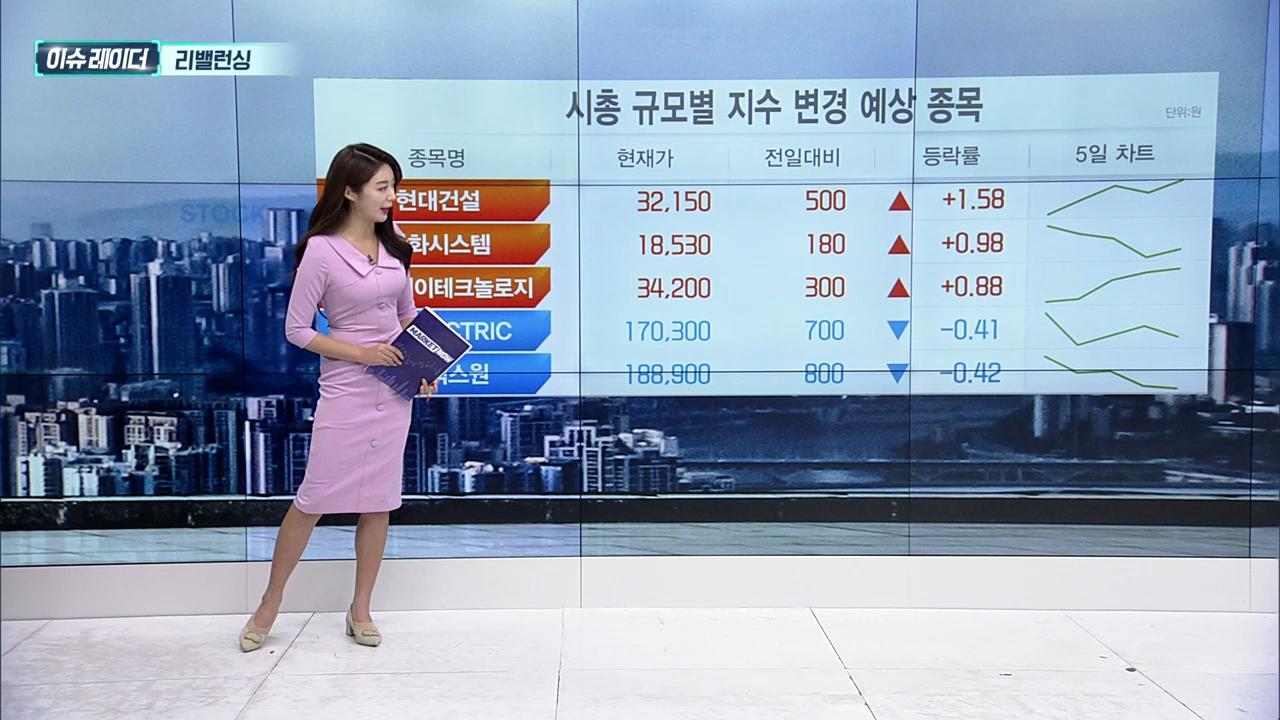 이슈 레이더 리밸런싱
시총 규모별 지수 변경 예상 종목
단위:원
종목명 현재가 전일대비 등락률 5일 차트
STOCK
현대건설 32,150 500 ▲ +1.58
화시스템 18,530 180 ▲ +0.98
이테크놀로지 34,200 300 ▲ +0.88
CTRIC 170,300 700 ▼ -0.41
스원 188,900 800 ▼ -0.42
MARKET NOW